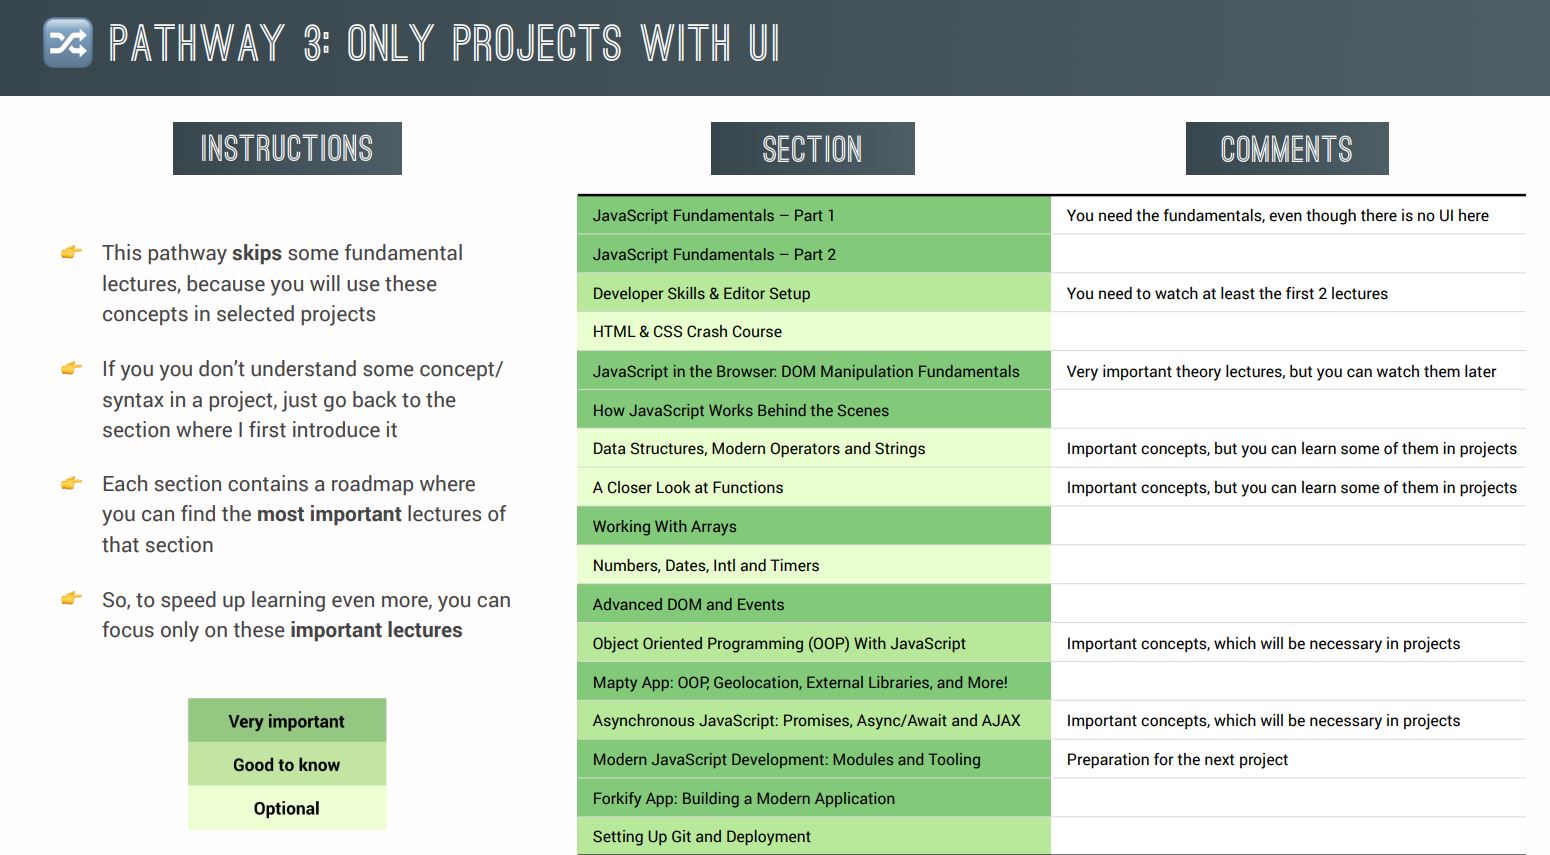 PATHWAY 3: ONLY PROJECTS WITH UI
INSTRUCTIONS
This pathway skips some fundamental
lectures, because you will use these
concepts in selected projects
If you you don’t understand some concept/
syntax in a project, just go back to the
section where I first introduce it
Each section contains a roadmap where
you can find the most important lectures of
that section
So, to speed up learning even more, you can
focus only on these important lectures
Very important
Good to know
Optional
SECTION COMMENTS
JavaScript Fundamentals – Part 1 You need the fundamentals, even though there is no UI here
JavaScript Fundamentals – Part 2
Developer Skills & Editor Setup You need to watch at least the first 2 lectures
HTML & CSS Crash Course
JavaScript in the Browser: DOM Manipulation Fundamentals Very important theory lectures, but you can watch them later
How JavaScript Works Behind the Scenes
Data Structures, Modern Operators and Strings Important concepts, but you can learn some of them in projects
A Closer Look at Functions Important concepts, but you can learn some of them in projects
Working With Arrays
Numbers, Dates, Intl and Timers
Advanced DOM and Events
Object Oriented Programming (OOP) With JavaScript Important concepts, which will be necessary in projects
Mapty App: OOP, Geolocation, External Libraries, and More!
Asynchronous JavaScript: Promises, Async/Await and AJAX Important concepts, which will be necessary in projects
Modern JavaScript Development: Modules and Tooling Preparation for the next project
Forkify App: Building a Modern Application
Setting Up Git and Deployment